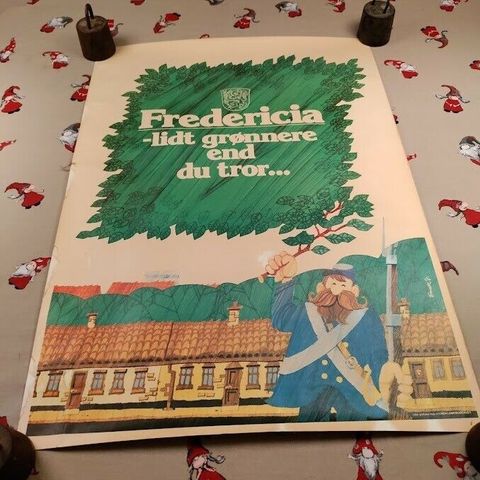 Fredericia
-lidt grønnere
end
du tror...